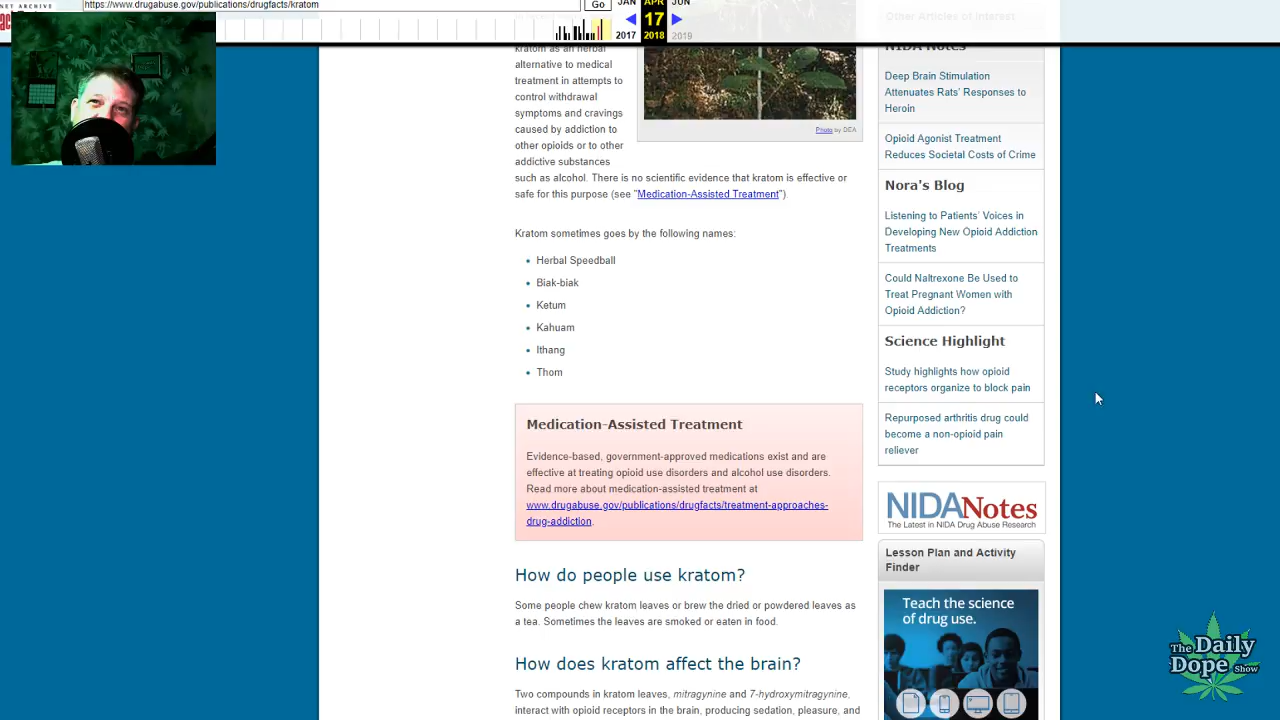 NET ARCHIVE
https://www.drugabuse.gov/publications/drugfacts/kratom
Go
JAN
APR
JUN
17
2017
2018
2019
kratom as an herbal
alternative to medical
treatment in attempts to
control withdrawal
symptoms and cravings
caused by addiction to
other opioids or to other
addictive substances
such as alcohol. There is no scientific evidence that kratom is effective or
safe for this purpose (see "Medication-Assisted Treatment").
Photo by DEA
Kratom sometimes goes by the following names:
Herbal Speedball
Biak-biak
Ketum
Kahuam
Ithang
Thom
Medication-Assisted Treatment
Evidence-based, government-approved medications exist and are
effective at treating opioid use disorders and alcohol use disorders.
Read more about medication-assisted treatment at
www.drugabuse.gov/publications/drugfacts/treatment-approaches-
drug-addiction.
How do people use kratom?
Some people chew kratom leaves or brew the dried or powdered leaves as
a tea. Sometimes the leaves are smoked or eaten in food.
How does kratom affect the brain?
Two compounds in kratom leaves, mitragynine and 7-hydroxymitragynine,
interact with opioid receptors in the brain, producing sedation, pleasure, and
Other Articles of Interest
NIDA Notes
Deep Brain Stimulation
Attenuates Rats' Responses to
Heroin
Opioid Agonist Treatment
Reduces Societal Costs of Crime
Nora's Blog
Listening to Patients' Voices in
Developing New Opioid Addiction
Treatments
Could Naltrexone Be Used to
Treat Pregnant Women with
Opioid Addiction?
Science Highlight
Study highlights how opioid
receptors organize to block pain
Repurposed arthritis drug could
become a non-opioid pain
reliever
NIDANotes
The Latest in NIDA Drug Abuse Research
Lesson Plan and Activity
Finder
Teach the science
of drug use.
The Daily
Dope Show